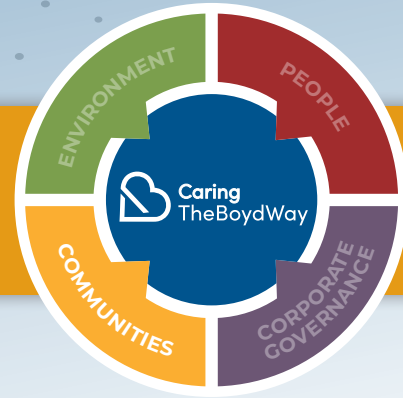 ENVIRONMENT
PEOPLE
Caring
TheBoydWay
COMMUNITIES
CORPORATE
GOVERNANCE